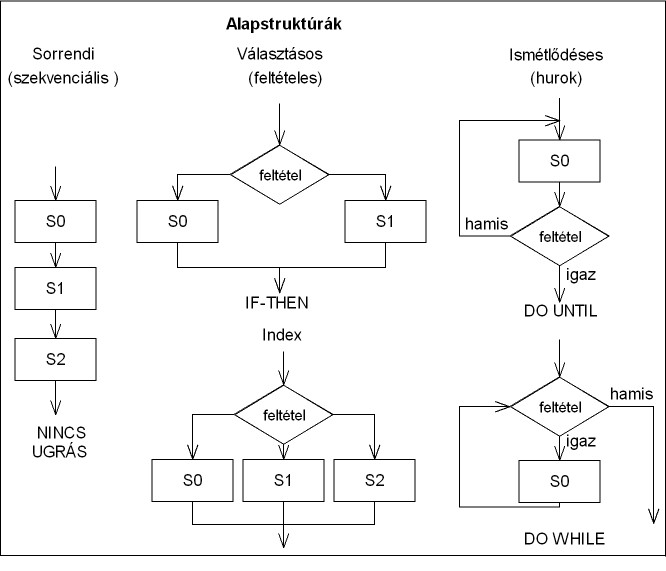 Alapstruktúrák
Sorrendi
(szekvenciális )
S0
S1
S2
NINCS
UGRÁS
Választásos
(feltételes)
feltétel
S0
S1
IF-THEN
Index
feltétel
S0
S1
S2
Ismétlődéses
(hurok)
S0
hamis
feltétel
igaz
DO UNTIL
hamis
feltétel
igaz
S0
DO WHILE